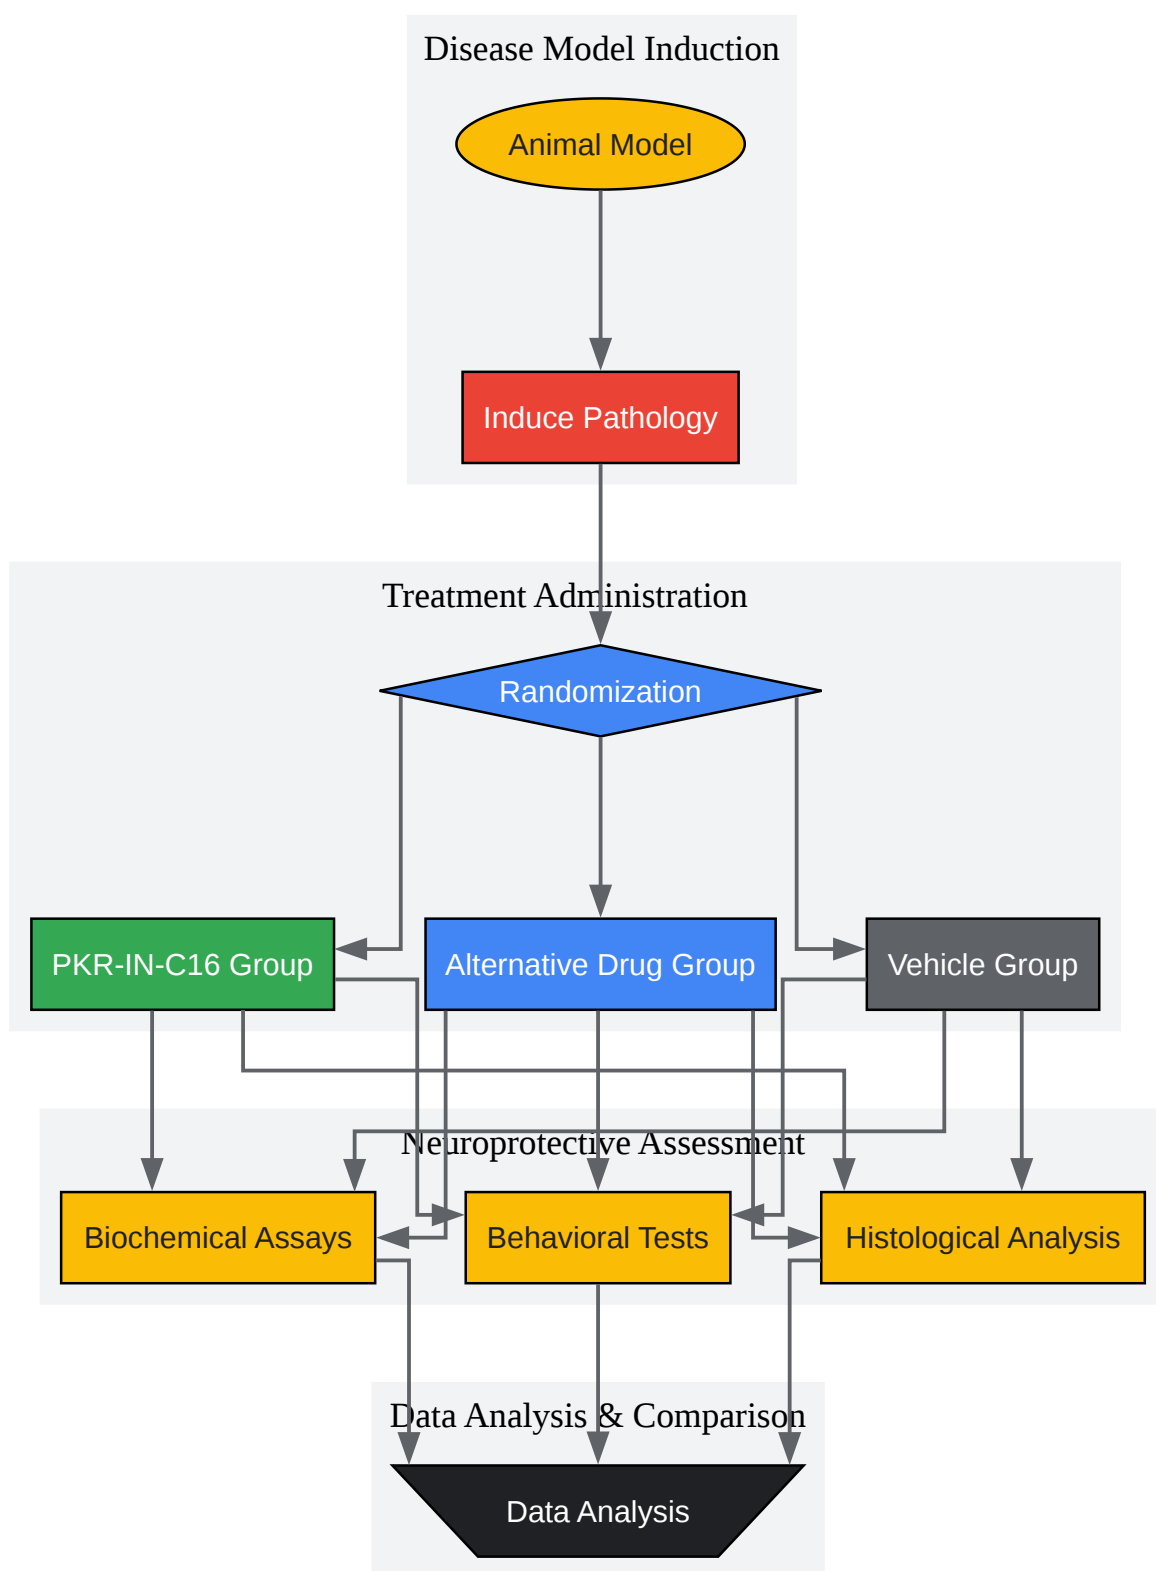 Disease Model Induction
Animal Model
Induce Pathology
Treatment Administration
Randomization
PKR-IN-C16 Group
Alternative Drug Group
Vehicle Group
Neuroprotective Assessment
Biochemical Assays
Behavioral Tests
Histological Analysis
Data Analysis & Comparison
Data Analysis